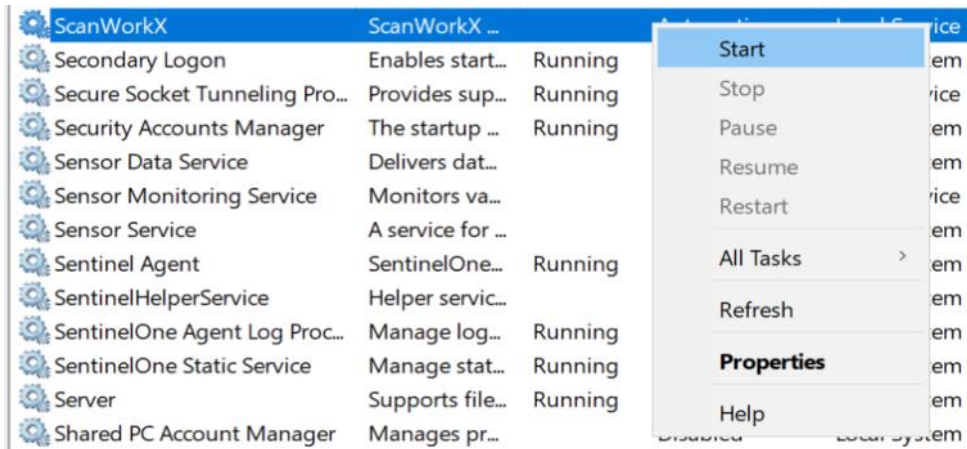 ScanWorkX ScanWorkX ...
Secondary Logon Enables start... Running
Secure Socket Tunneling Pro... Provides sup... Running
Security Accounts Manager The startup ... Running
Sensor Data Service Delivers dat...
Sensor Monitoring Service Monitors va...
Sensor Service A service for ...
Sentinel Agent SentinelOne... Running
SentinelHelperService Helper servic...
SentinelOne Agent Log Proc... Manage log... Running
SentinelOne Static Service Manage stat... Running
Server Supports file... Running
Shared PC Account Manager Manages pr...
Start
Stop
Pause
Resume
Restart
All Tasks >
Refresh
Properties
Help